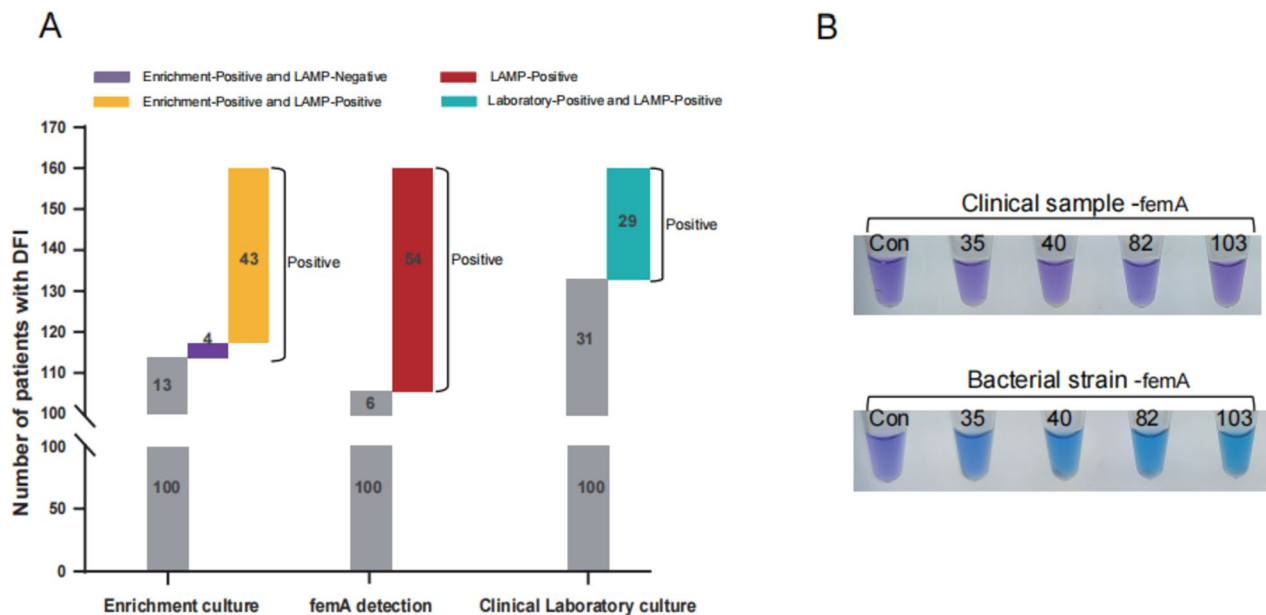 A
B
Enrichment-Positive and LAMP-Negative
LAMP-Positive
Enrichment-Positive and LAMP-Positive
Laboratory-Positive and LAMP-Positive
Number of patients with DFI
170
160
150
140
130
120
110
100
100
50
0
43
Positive
4
13
100
54
Positive
6
100
29
Positive
31
100
Enrichment culture
femA detection
Clinical Laboratory culture
Clinical sample -femA
Con 35 40 82 103
Bacterial strain -femA
Con 35 40 82 103